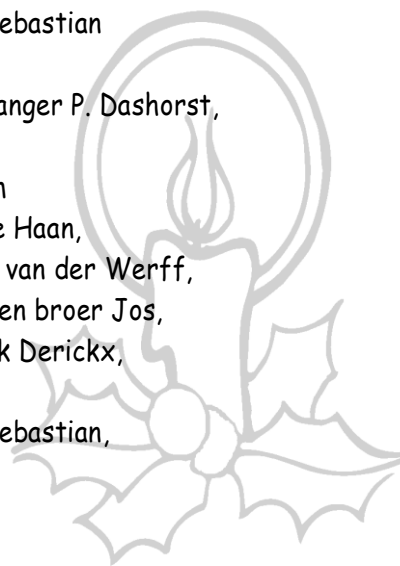 ebastian
anger P. Dashorst,
n
e Haan,
van der Werff,
en broer Jos,
k Derickx,
ebastian,